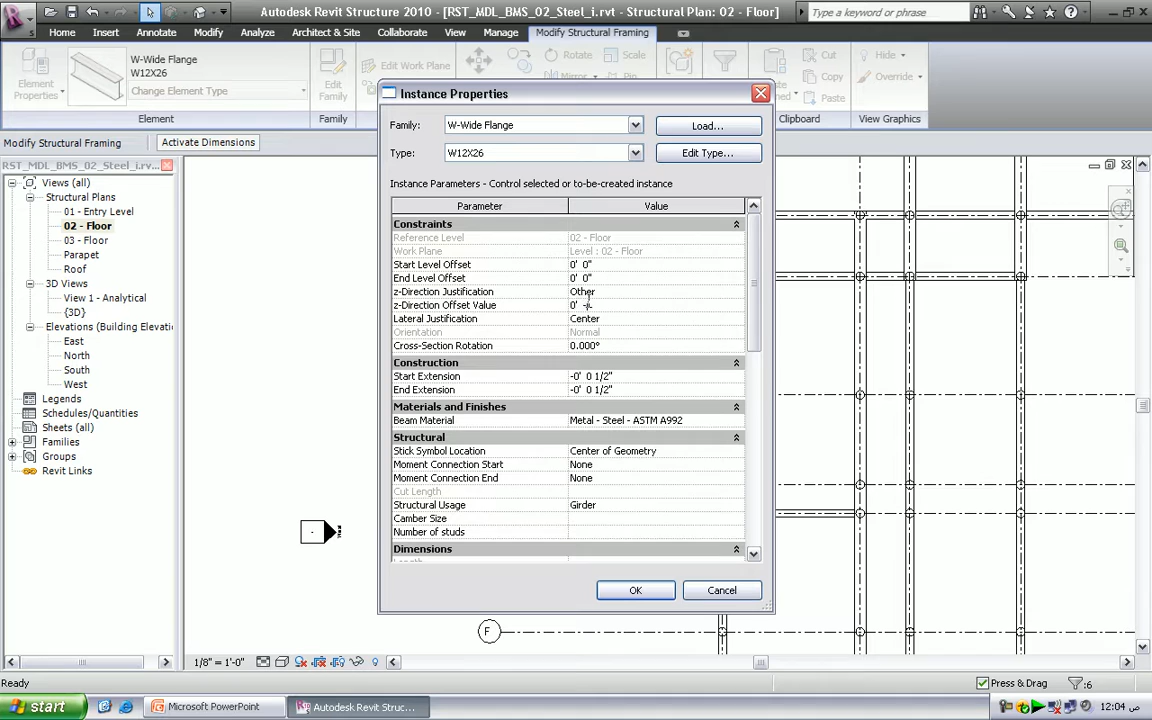 Autodesk Revit Structure 2010 - [RST_MDL_BMS_02_Steel_i.rvt - Structural Plan: 02 - Floor]
Type a keyword or phrase
Home Insert Annotate Modify Analyze Architect & Site Collaborate View Manage Modify Structural Framing
Element Properties
W-Wide Flange
W12X26
Change Element Type
Edit Family
Edit Work Plane
Rotate
Scale
Mirror
Pin
Cut
Copy
Paste
Hide
Override
Element
Family
Clipboard
View Graphics
Modify Structural Framing
Activate Dimensions
RST_MDL_BMS_02_Steel_i.rv...
Views (all)
Structural Plans
01 - Entry Level
02 - Floor
03 - Floor
Parapet
Roof
3D Views
View 1 - Analytical
{3D}
Elevations (Building Elevatio
East
North
South
West
Legends
Schedules/Quantities
Sheets (all)
Families
Groups
Revit Links
Instance Properties
Family: W-Wide Flange Load...
Type: W12X26 Edit Type...
Instance Parameters - Control selected or to-be-created instance
Parameter Value
Constraints
Reference Level 02 - Floor
Work Plane Level : 02 - Floor
Start Level Offset 0' 0"
End Level Offset 0' 0"
z-Direction Justification Other
z-Direction Offset Value 0'
Lateral Justification Center
Orientation Normal
Cross-Section Rotation 0.000°
Construction
Start Extension -0' 0 1/2"
End Extension -0' 0 1/2"
Materials and Finishes
Beam Material Metal - Steel - ASTM A992
Structural
Stick Symbol Location Center of Geometry
Moment Connection Start None
Moment Connection End None
Cut Length
Structural Usage Girder
Camber Size
Number of studs
Dimensions
OK Cancel
F
1/8" = 1'-0"
Ready
Press & Drag
:6
start
Microsoft PowerPoint
Autodesk Revit Struc...
12:04 ص